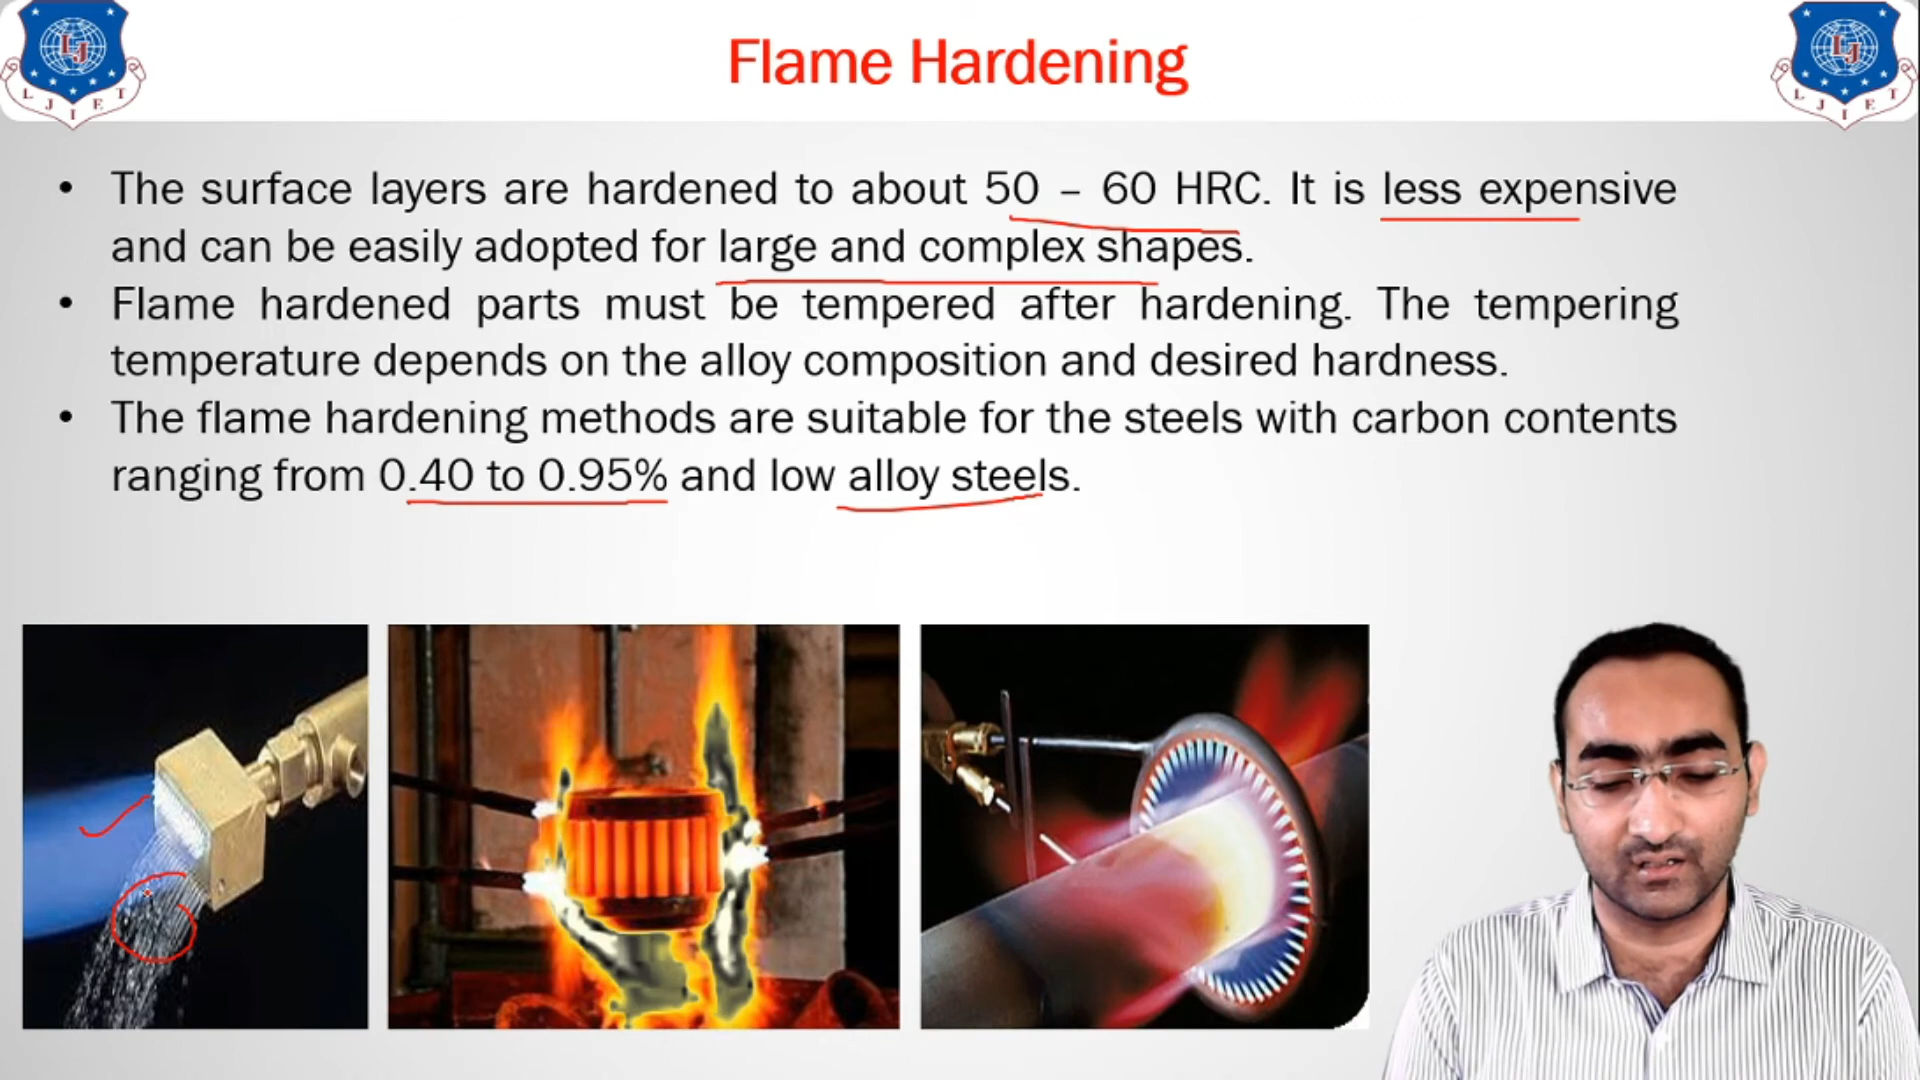 Flame Hardening
LJ
L J I E T
LJ
L J I E T
• The surface layers are hardened to about 50 – 60 HRC. It is less expensive
and can be easily adopted for large and complex shapes.
• Flame hardened parts must be tempered after hardening. The tempering
temperature depends on the alloy composition and desired hardness.
• The flame hardening methods are suitable for the steels with carbon contents
ranging from 0.40 to 0.95% and low alloy steels.